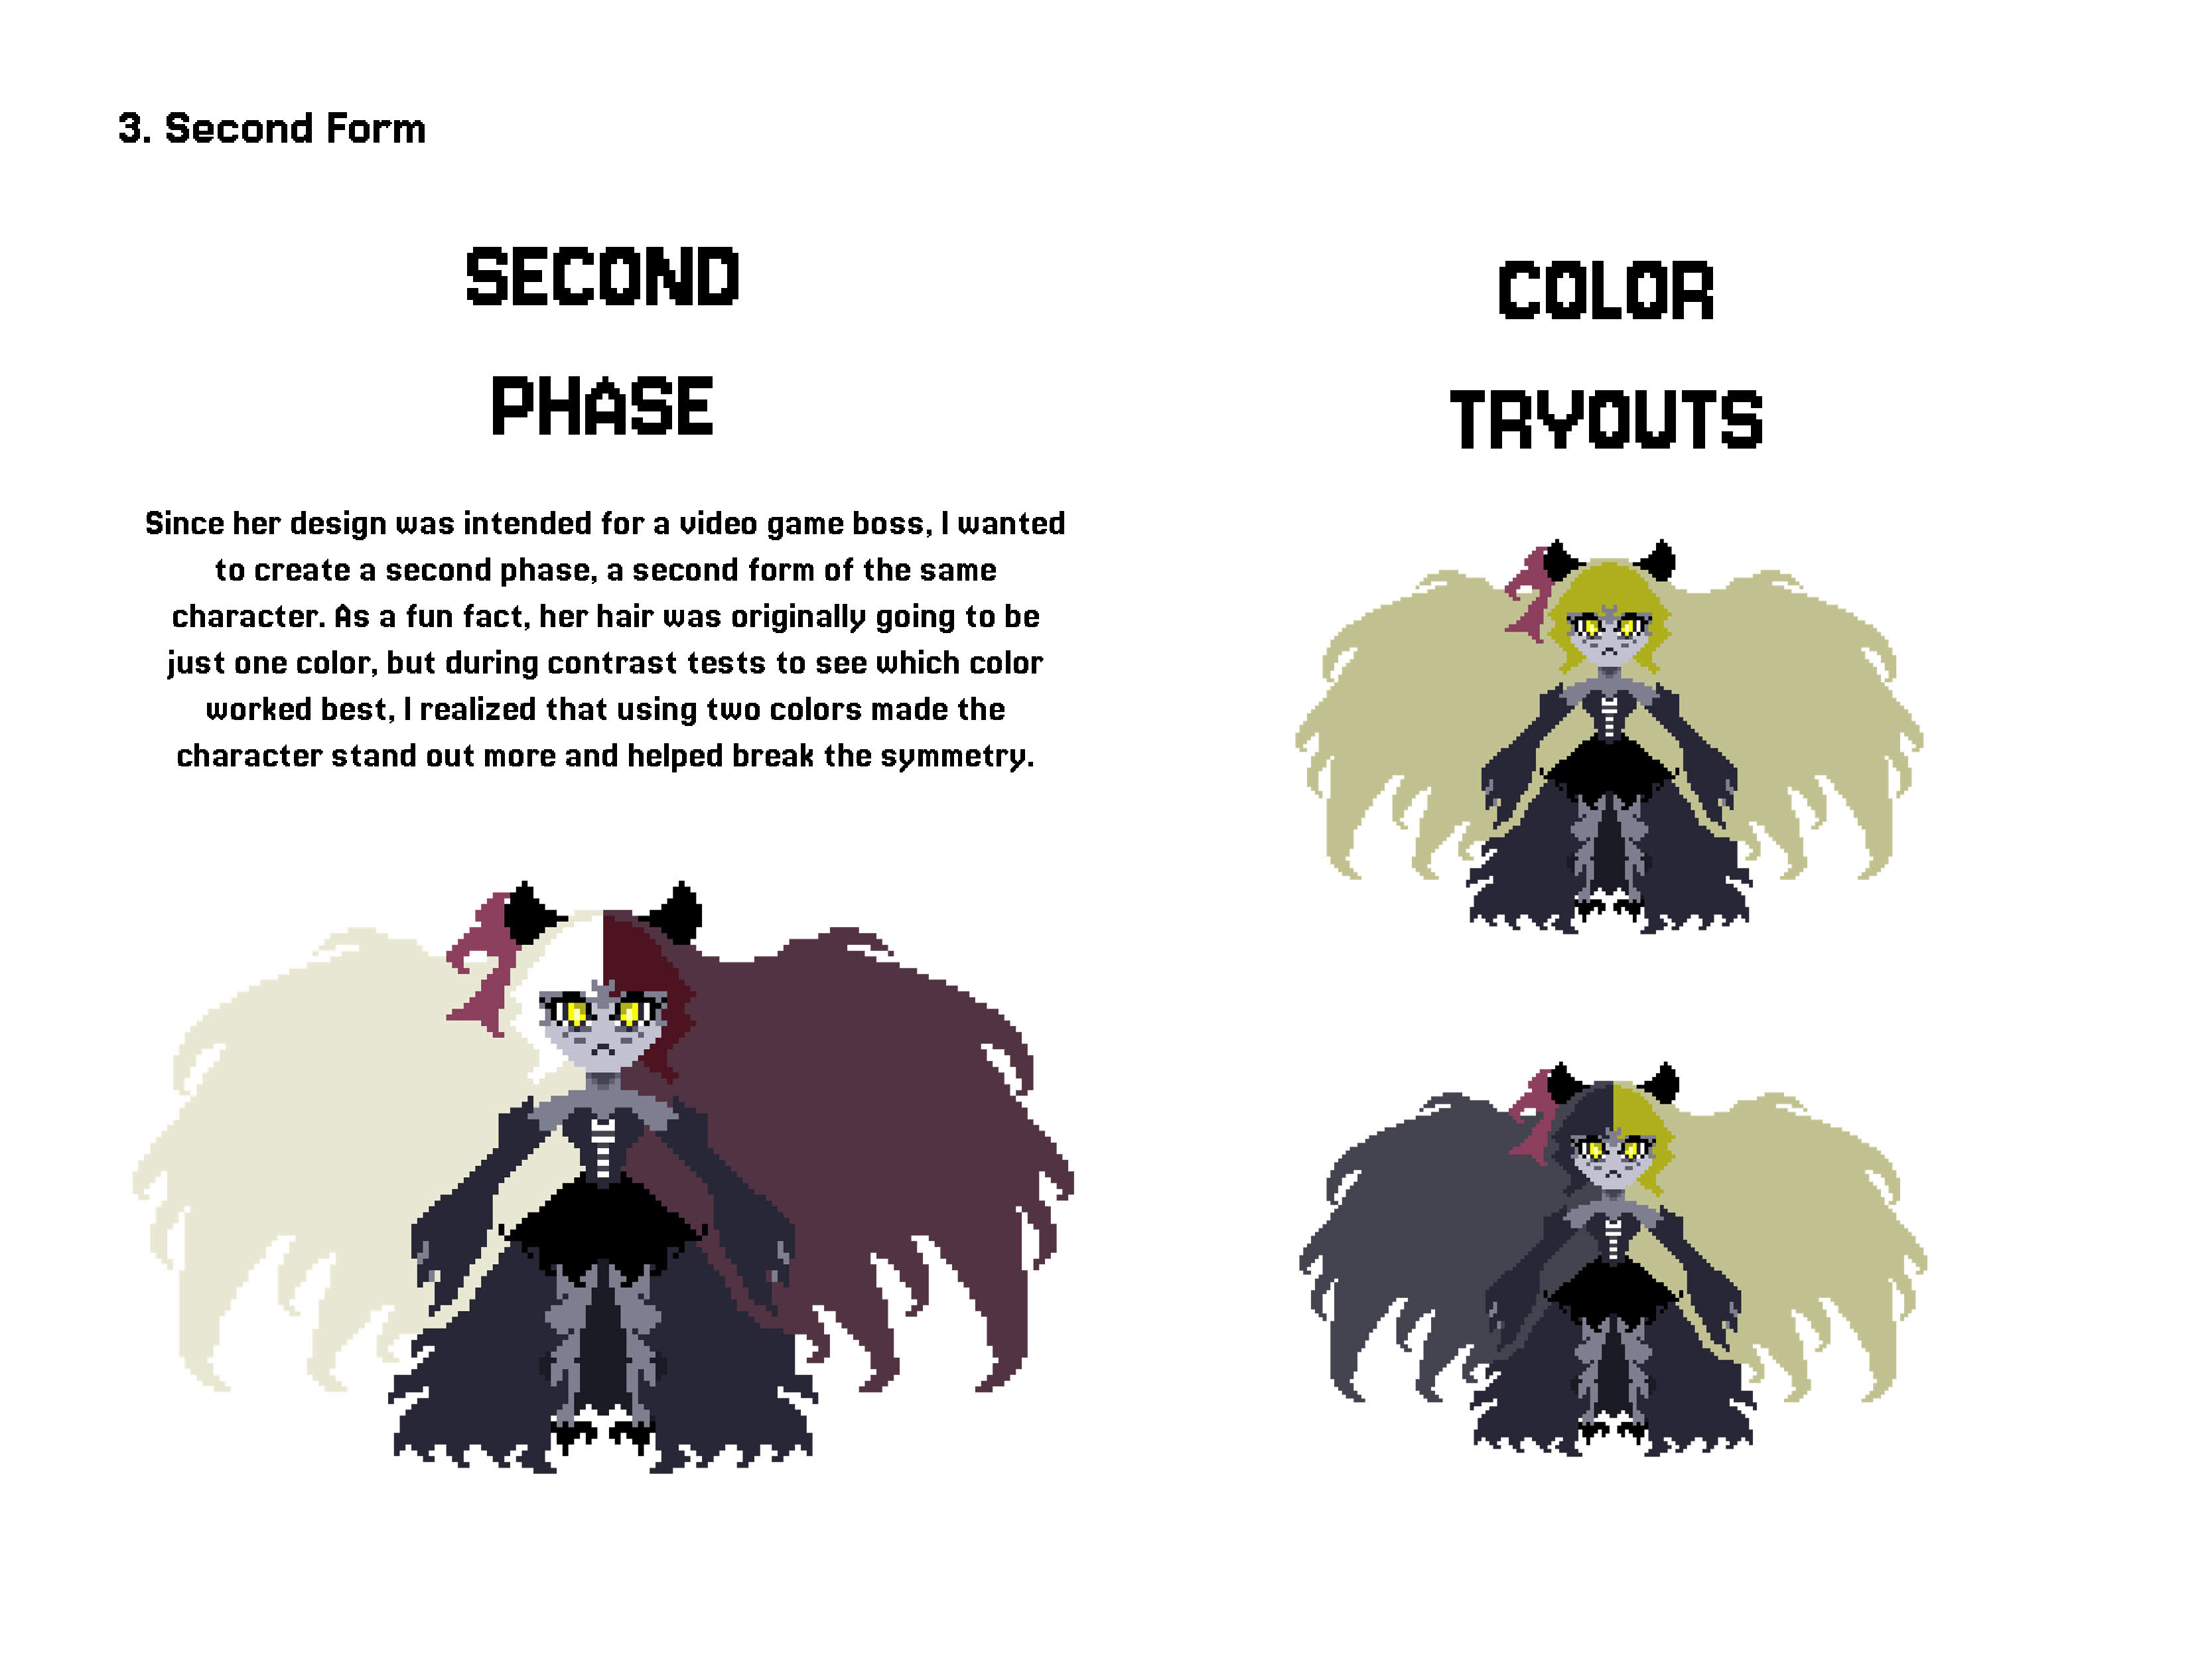 3. Second Form
SECOND
PHASE
Since her design was intended for a video game boss, I wanted
to create a second phase, a second form of the same
character. As a fun fact, her hair was originally going to be
just one color, but during contrast tests to see which color
worked best, I realized that using two colors made the
character stand out more and helped break the symmetry.
COLOR
TRYOUTS